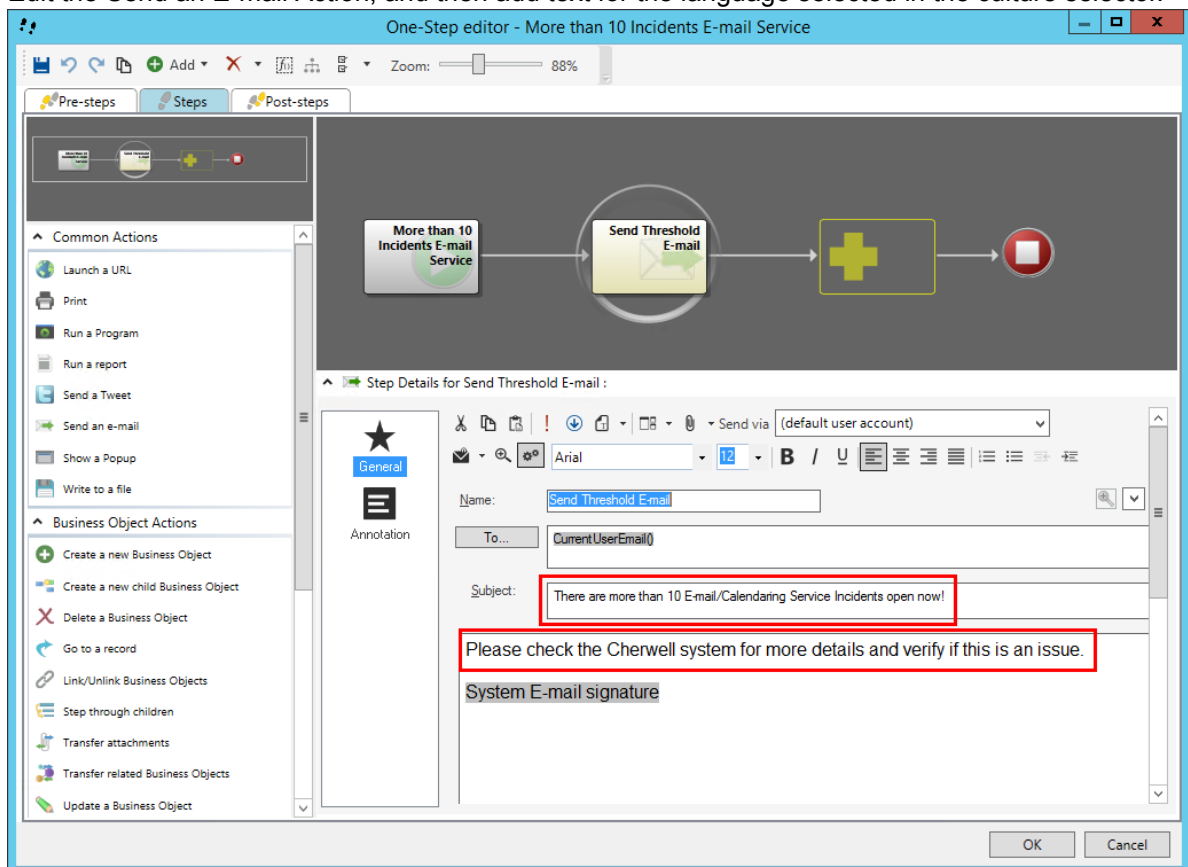 Edit the Send an E-mail Action, and then add text for the language selected in the culture selector.
One-Step editor - More than 10 Incidents E-mail Service
Add
Zoom:
88%
Pre-steps
Steps
Post-steps
More than 10
Incidents E-mail
Service
Send Threshold
E-mail
Common Actions
Launch a URL
Print
Run a Program
Run a report
Send a Tweet
Send an e-mail
Show a Popup
Write to a file
Business Object Actions
Create a new Business Object
Create a new child Business Object
Delete a Business Object
Go to a record
Link/Unlink Business Objects
Step through children
Transfer attachments
Transfer related Business Objects
Update a Business Object
Step Details for Send Threshold E-mail :
General
Annotation
Send via (default user account)
Arial 12 B I U
Name: Send Threshold E-mail
To... CurrentUserEmail()
Subject: There are more than 10 E-mail/Calendaring Service Incidents open now!
Please check the Cherwell system for more details and verify if this is an issue.
System E-mail signature
OK Cancel